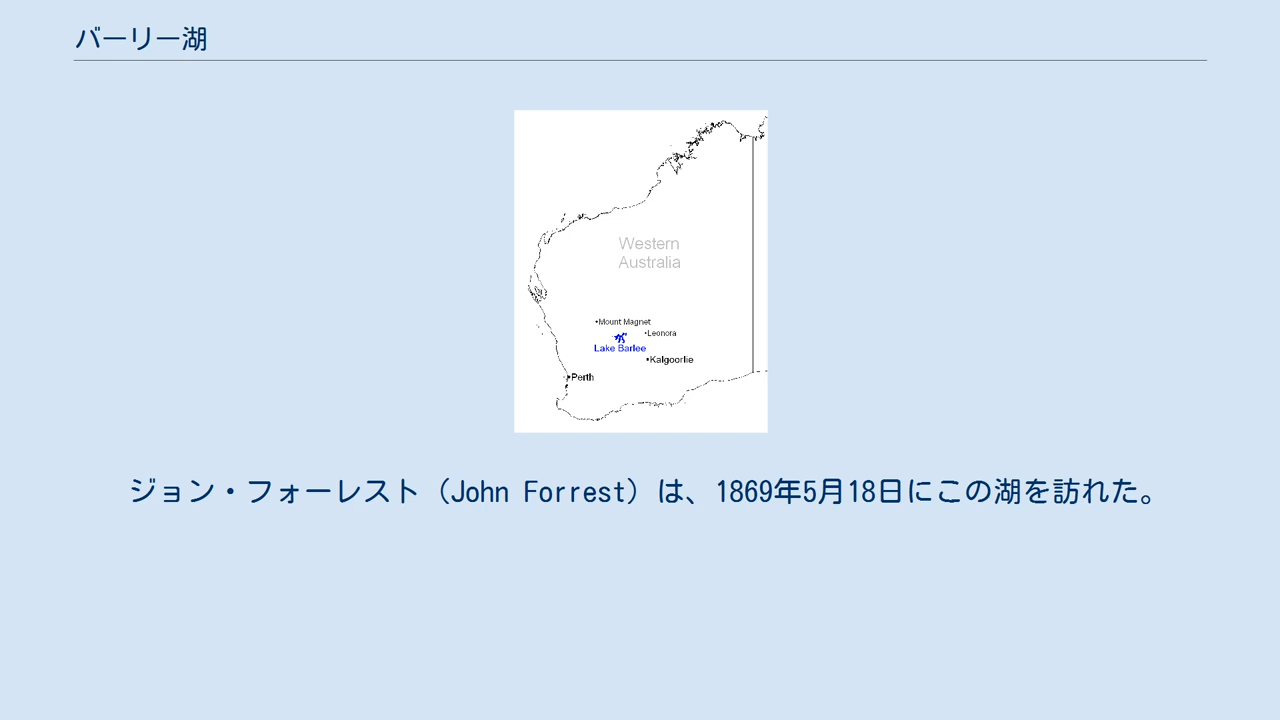 バーリー湖
Western
Australia
•Mount Magnet
•Leonora
Lake Barlee
•Kalgoorlie
•Perth
ジョン・フォーレスト（John Forrest）は、1869年5月18日にこの湖を訪れた。